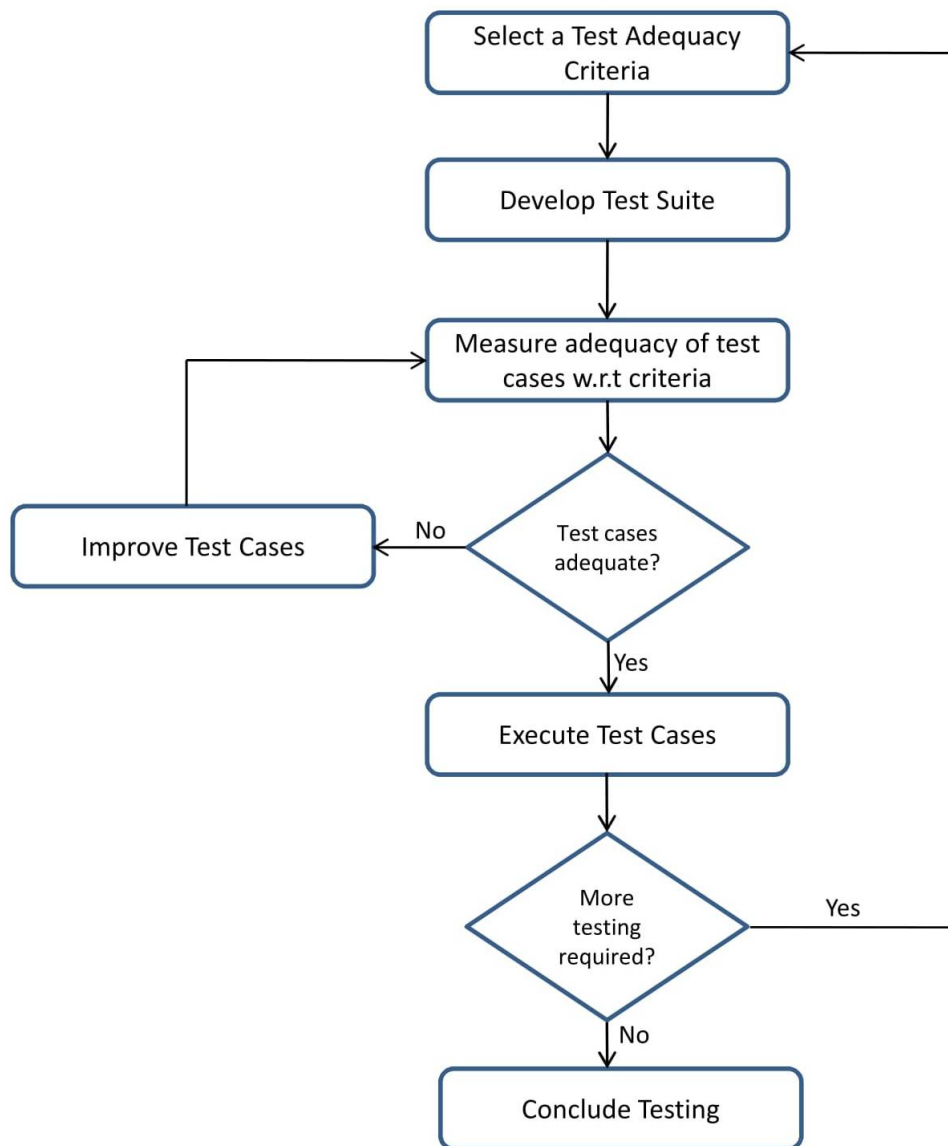 Select a Test Adequacy
Criteria
Develop Test Suite
Measure adequacy of test
cases w.r.t criteria
Improve Test Cases
No
Test cases
adequate?
Yes
Execute Test Cases
More
testing
required?
Yes
No
Conclude Testing